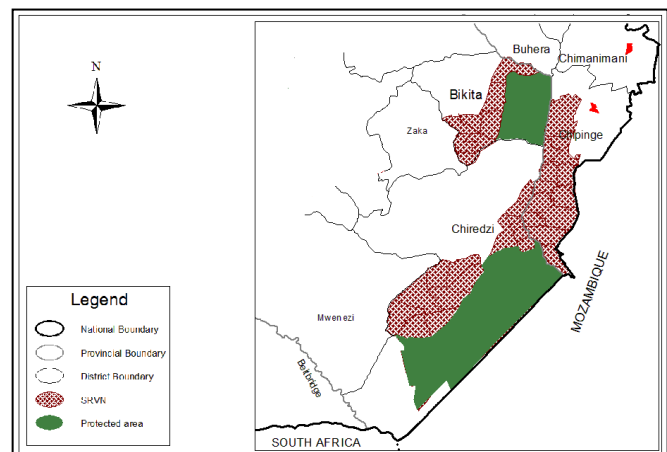 N
Buhera
Chimanimani
Bikita
Zaka
Chipinge
Chiredzi
Mwenezi
Beitbridge
MOZAMBIQUE
SOUTH AFRICA
Legend
National Boundary
Provincial Boundary
District Boundary
SRVN
Protected area